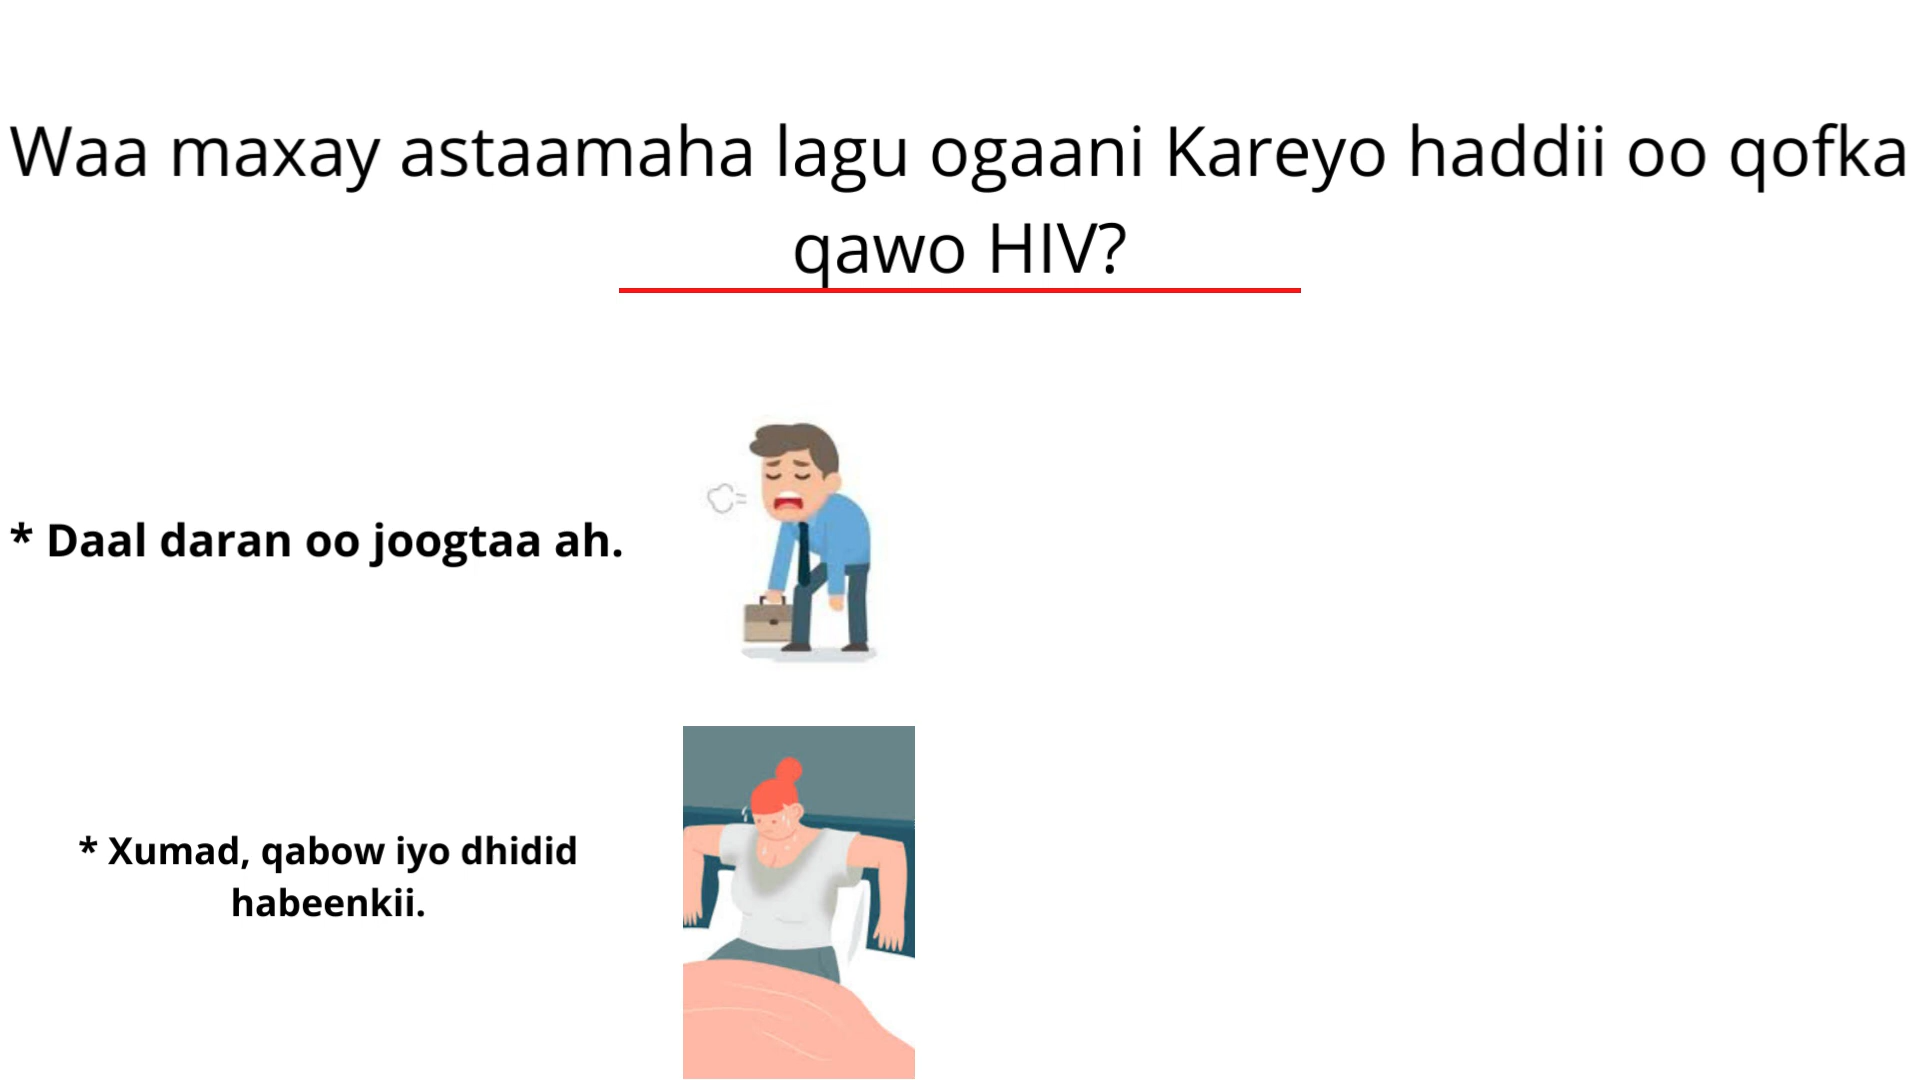 Waa maxay astaamaha lagu ogaani Kareyo haddii oo qofka
qawo HIV?
* Daal daran oo joogtaa ah.
* Xumad, qabow iyo dhidid
habeenkii.